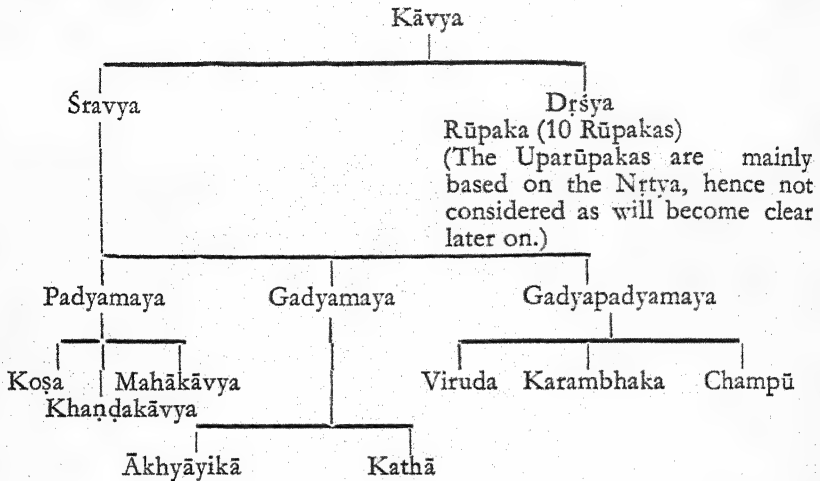 Kāvya
Śravya
Dṛśya
Rūpaka (10 Rūpakas)
(The Uparūpakas are mainly
based on the Nṛtya, hence not
considered as will become clear
later on.)
Padyamaya Gadyamaya Gadyapadyamaya
Koṣa Mahākāvya Viruda Karambhaka Champū
Khaṇḍakāvya
Ākhyāyikā Kathā